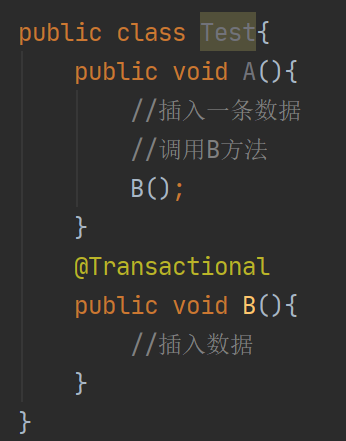 public class Test{
public void A(){
//插入一条数据
//调用B方法
B();
}
@Transactional
public void B(){
//插入数据
}
}